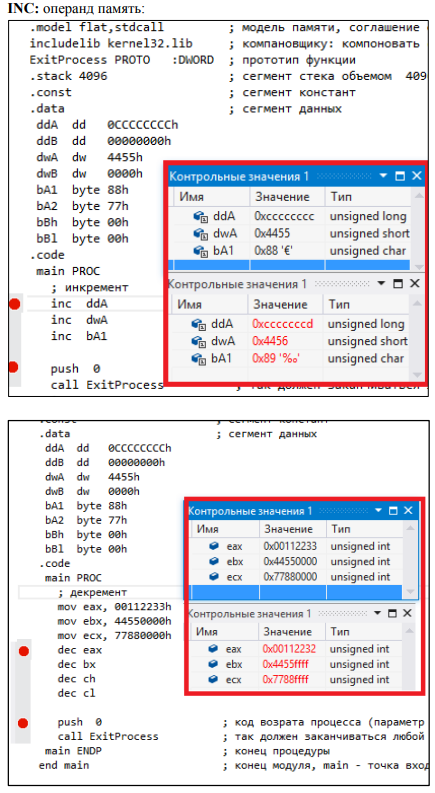 INC: операнд память:
.model flat,stdcall ; модель памяти, соглашение
includelib kernel32.lib ; компановщику: компоновать
ExitProcess PROTO :DWORD ; прототип функции
.stack 4096 ; сегмент стека объемом 409
.const ; сегмент констант
.data ; сегмент данных
ddA dd 0CCCCCCCCh
ddB dd 00000000h
dwA dw 4455h
dwB dw 0000h
bA1 byte 88h
bA2 byte 77h
bBh byte 00h
bBl byte 00h
.code
main PROC
; инкремент
inc ddA
inc dwA
inc bA1
push 0
call ExitProcess ; так должен заканчиваться
Контрольные значения 1
Имя Значение Тип
ddA 0xcccccccc unsigned long
dwA 0x4455 unsigned short
bA1 0x88 '€' unsigned char
Контрольные значения 1
Имя Значение Тип
ddA 0xcccccccd unsigned long
dwA 0x4456 unsigned short
bA1 0x89 '‰' unsigned char
.const ; сегмент констант
.data ; сегмент данных
ddA dd 0CCCCCCCCh
ddB dd 00000000h
dwA dw 4455h
dwB dw 0000h
bA1 byte 88h
bA2 byte 77h
bBh byte 00h
bBl byte 00h
.code
main PROC
; декремент
mov eax, 00112233h
mov ebx, 44550000h
mov ecx, 77880000h
dec eax
dec bx
dec ch
dec cl
push 0 ; код возрата процесса (параметр
call ExitProcess ; так должен заканчиваться любой
main ENDP ; конец процедуры
end main ; конец модуля, main - точка вход
Контрольные значения 1
Имя Значение Тип
eax 0x00112233 unsigned int
ebx 0x44550000 unsigned int
ecx 0x77880000 unsigned int
Контрольные значения 1
Имя Значение Тип
eax 0x00112232 unsigned int
ebx 0x4455ffff unsigned int
ecx 0x7788ffff unsigned int